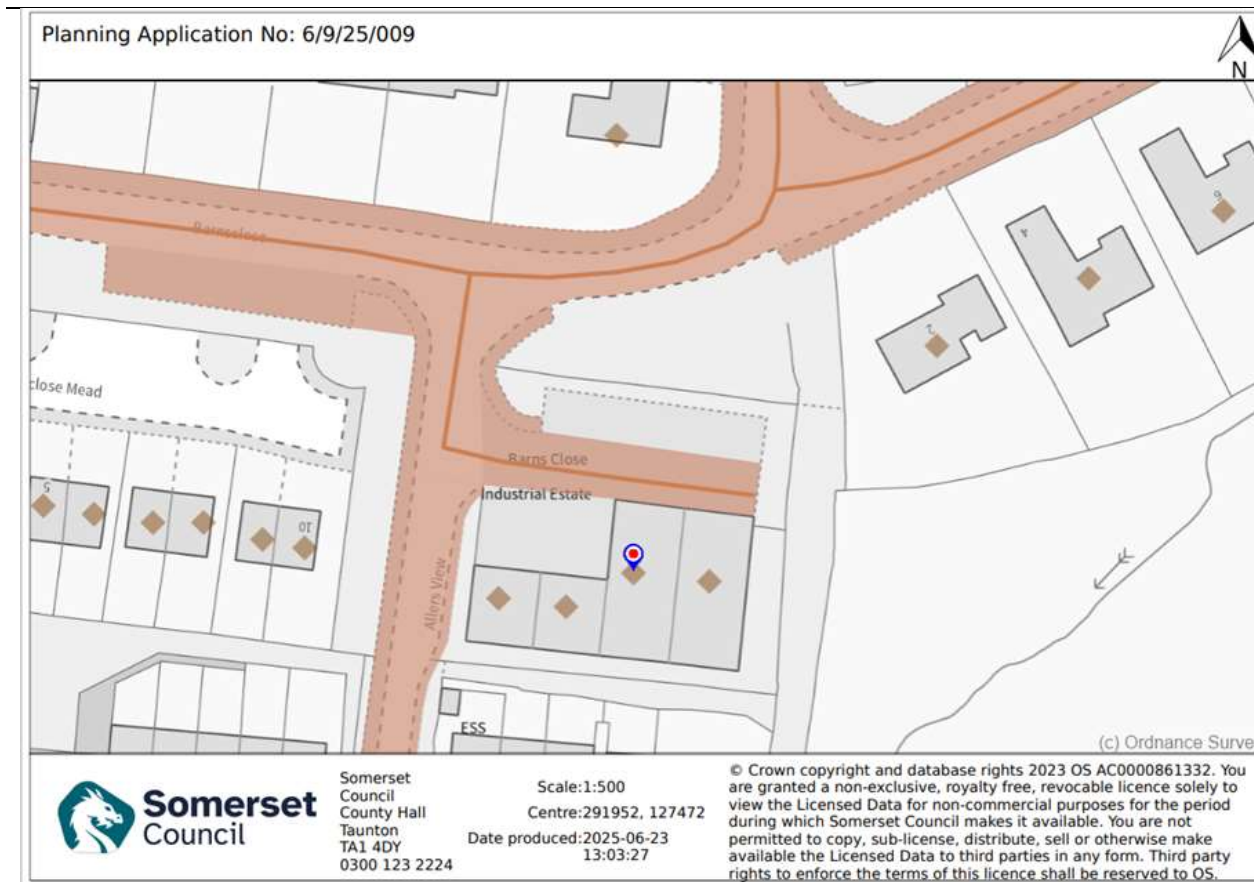 Planning Application No: 6/9/25/009
N
Barnsclose
6
4
2
close Mead
Barns Close
Industrial Estate
5
10
Allers View
ESS
(c) Ordnance Surve
Somerset
Council
Somerset
Council
County Hall
Taunton
TA1 4DY
0300 123 2224
Scale:1:500
Centre:291952, 127472
Date produced:2025-06-23
13:03:27
© Crown copyright and database rights 2023 OS AC0000861332. You
are granted a non-exclusive, royalty free, revocable licence solely to
view the Licensed Data for non-commercial purposes for the period
during which Somerset Council makes it available. You are not
permitted to copy, sub-license, distribute, sell or otherwise make
available the Licensed Data to third parties in any form. Third party
rights to enforce the terms of this licence shall be reserved to OS.